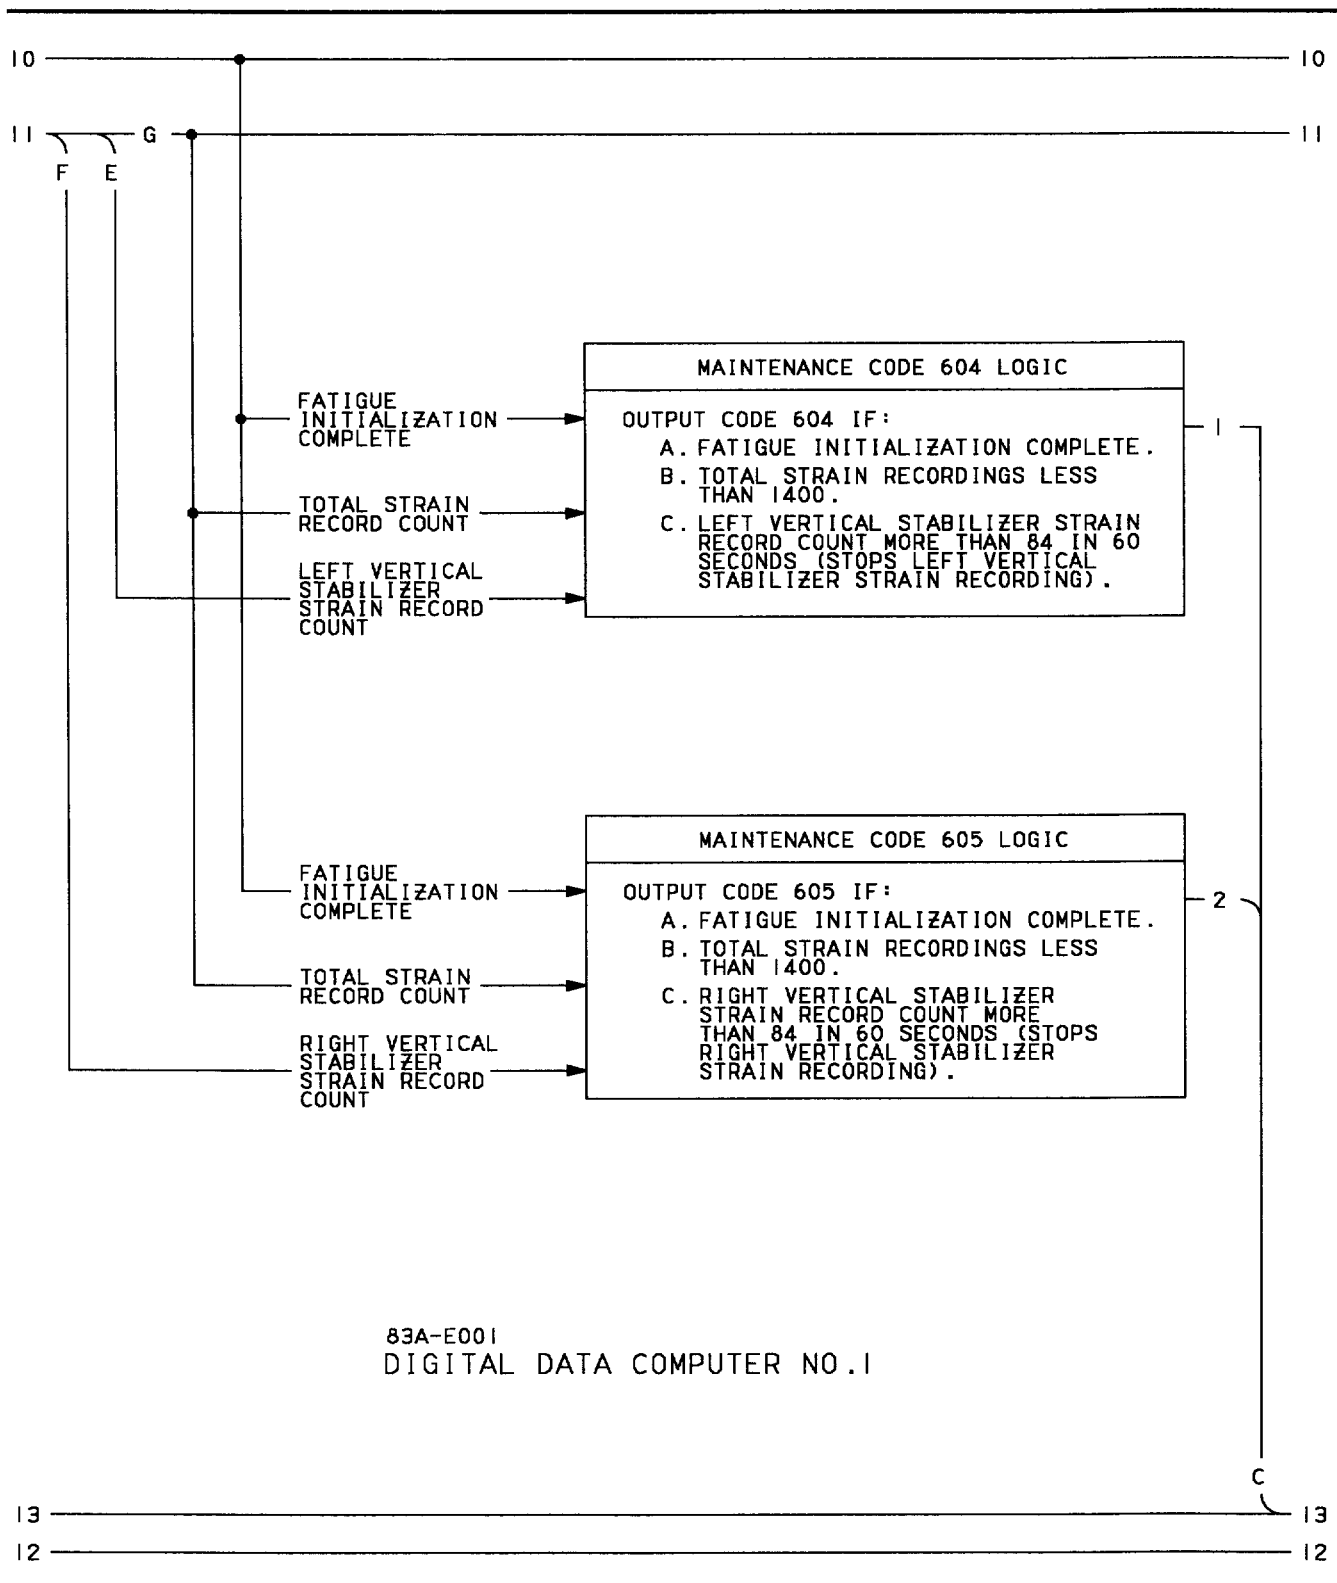 10 10
11 G 11
F E
MAINTENANCE CODE 604 LOGIC
FATIGUE
INITIALIZATION
COMPLETE
TOTAL STRAIN
RECORD COUNT
LEFT VERTICAL
STABILIZER
STRAIN RECORD
COUNT
OUTPUT CODE 604 IF:
A. FATIGUE INITIALIZATION COMPLETE.
B. TOTAL STRAIN RECORDINGS LESS
THAN 1400.
C. LEFT VERTICAL STABILIZER STRAIN
RECORD COUNT MORE THAN 84 IN 60
SECONDS (STOPS LEFT VERTICAL
STABILIZER STRAIN RECORDING).
1
MAINTENANCE CODE 605 LOGIC
FATIGUE
INITIALIZATION
COMPLETE
TOTAL STRAIN
RECORD COUNT
RIGHT VERTICAL
STABILIZER
STRAIN RECORD
COUNT
OUTPUT CODE 605 IF:
A. FATIGUE INITIALIZATION COMPLETE.
B. TOTAL STRAIN RECORDINGS LESS
THAN 1400.
C. RIGHT VERTICAL STABILIZER
STRAIN RECORD COUNT MORE
THAN 84 IN 60 SECONDS (STOPS
RIGHT VERTICAL STABILIZER
STRAIN RECORDING).
2
83A-E001
DIGITAL DATA COMPUTER NO.1
C
13 13
12 12